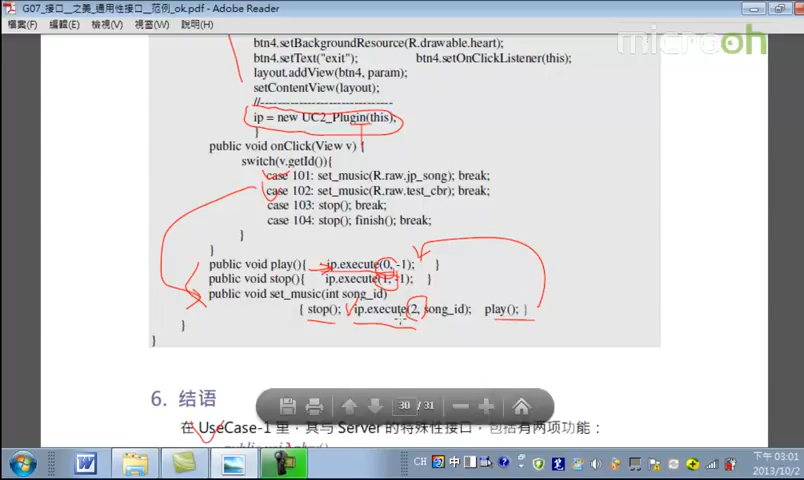 G07_接口__之美_通用性接口__范例_ok.pdf - Adobe Reader
檔案(F) 編輯(E) 檢視(V) 視窗(W) 說明(H)
microoh
btn4.setBackgroundResource(R.drawable.heart);
btn4.setText("exit"); btn4.setOnClickListener(this);
layout.addView(btn4, param);
setContentView(layout);
//-------------------------------
ip = new UC2_Plugin(this);
}
public void onClick(View v) {
switch(v.getId()){
case 101: set_music(R.raw.jp_song); break;
case 102: set_music(R.raw.test_cbr); break;
case 103: stop(); break;
case 104: stop(); finish(); break;
}
}
public void play(){ ip.execute(0, -1); }
public void stop(){ ip.execute(1, -1); }
public void set_music(int song_id)
{ stop(); ip.execute(2, song_id); play(); }
}
}
30 / 31
6. 结语
在 UseCase-1 里，其与 Server 的特殊性接口，包括有两项功能：
CH 中
下午 03:01
2013/10/2